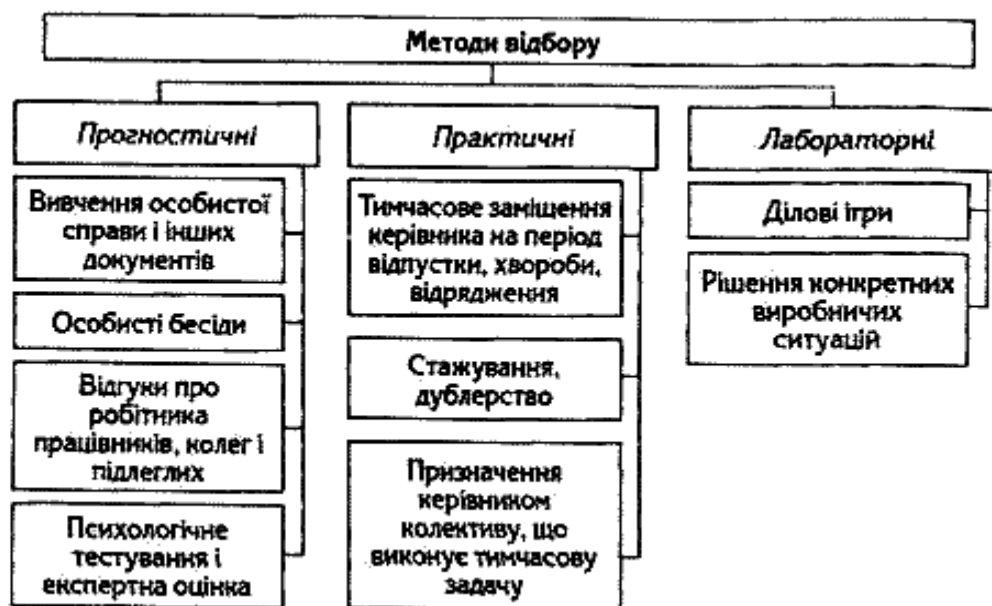 Методи відбору
Прогностичні
Вивчення особистої
справи і інших
документів
Особисті бесіди
Відгуки про
робітника
працівників, колег і
підлеглих
Психологічне
тестування і
експертна оцінка
Практичні
Тимчасове заміщення
керівника на період
відпустки, хвороби,
відрядження
Стажування,
дублерство
Призначення
керівником
колективу, що
виконує тимчасову
задачу
Лабораторні
Ділові ігри
Рішення конкретних
виробничих
ситуацій